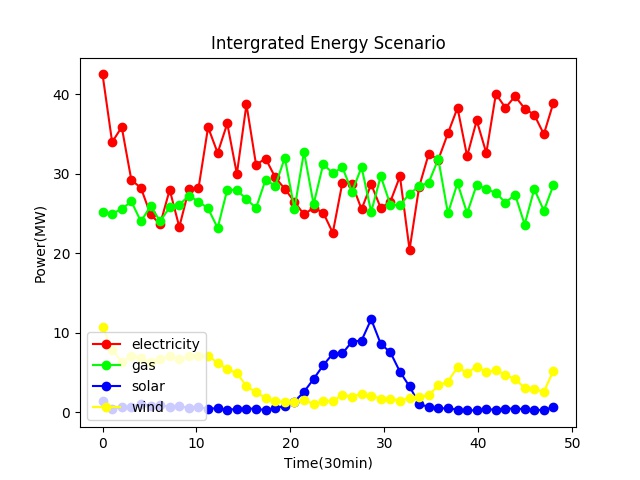 Intergrated Energy Scenario
Power(MW)
40
30
20
10
0
electricity
gas
solar
wind
0 10 20 30 40 50
Time(30min)